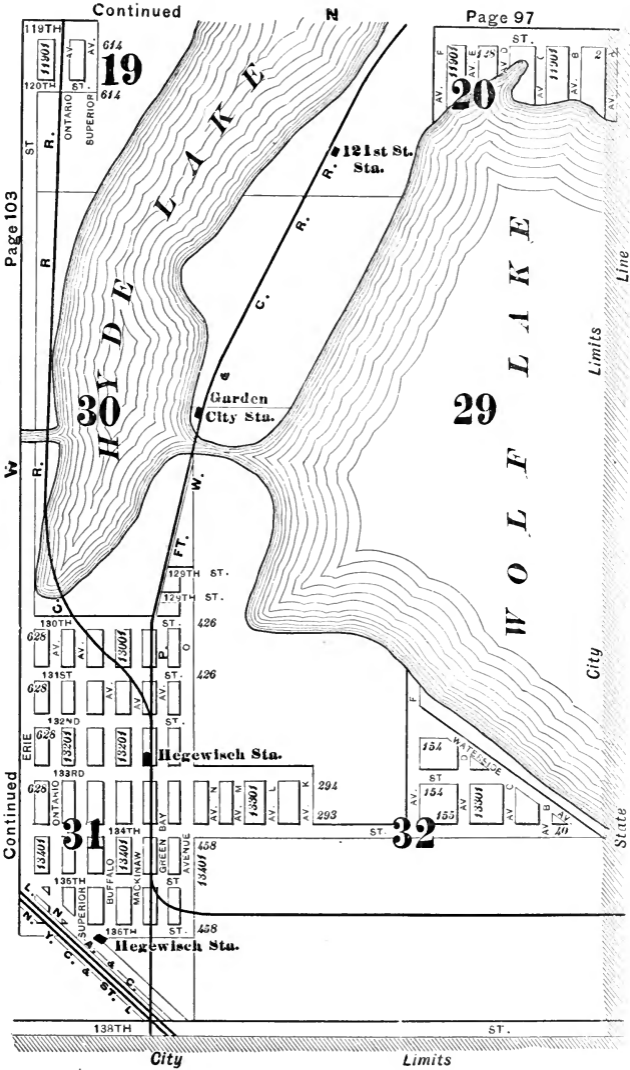 Continued
N
Page 97
119TH
ST.
11901
AV.
AV.
614
19
120TH ST.
614
ONTARIO
SUPERIOR
ST
R.
R
R.
C.
F
11901
E
128
D
C
11901
B
AV.
AV.
AV.
AV.
AV.
20
121st St.
Sta.
R.
R.
C.
&
W.
FT.
P.
HYDE LAKE
Page 103
W
30
Garden
City Sta.
29
WOLF LAKE
Line
Limits
City
State
129TH ST.
129TH ST.
130TH
ST.
426
628
AV.
AV.
13001
O
131ST
ST.
426
628
AV.
AV.
132ND
ST.
628
13201
13201
ERIE
Hegewisch Sta.
133RD
628
ONTARIO
BAY
AV. N
AV. M
13301
AV. L
AV. K
294
293
31
134TH
ST.
458
13401
13401
BUFFALO
MACKINAW
GREEN
AVENUE
13401
136TH
ST
SUPERIOR
136TH
ST.
458
Hegewisch Sta.
F
154
D
WATERSIDE
ST
AV.
154
155
AV
13301
AV.
C
AV.
B
AV
40
32
Continued
L. N. A. & C.
N. Y. C. & ST. L
138TH
ST.
City
Limits